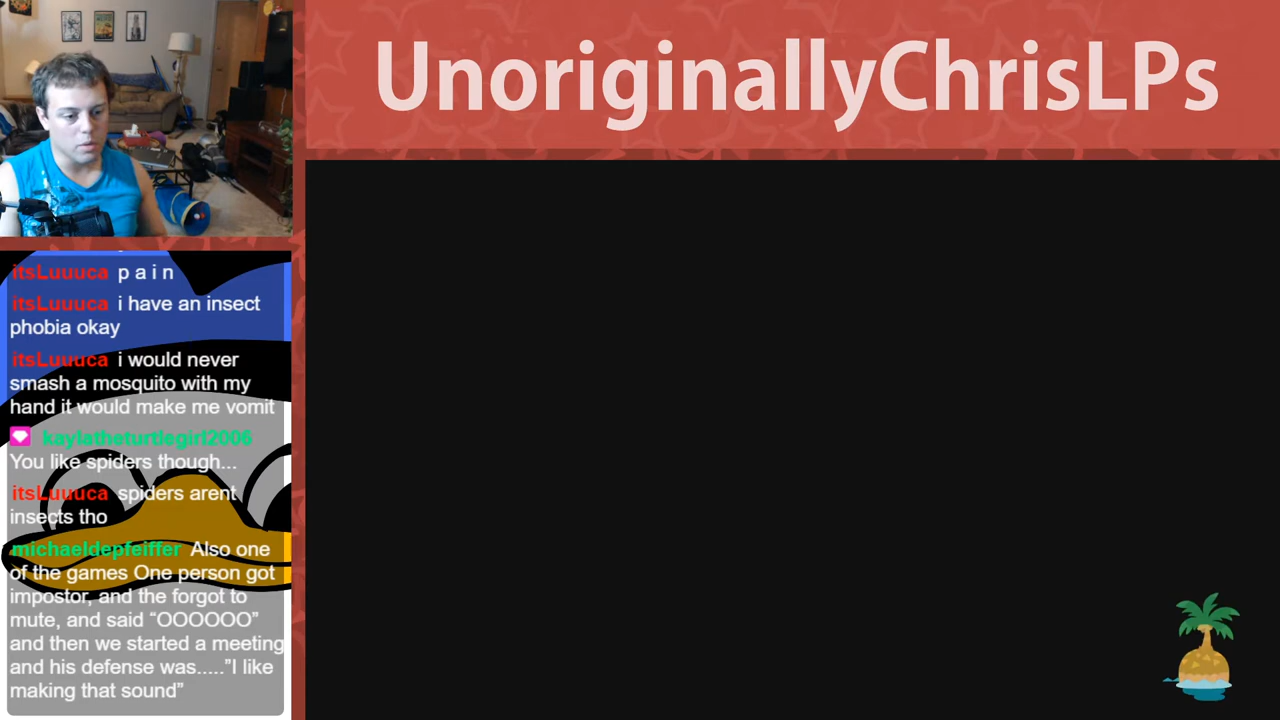 UnoriginallyChrisLPs
itsLuuuca p a i n
itsLuuuca i have an insect
phobia okay
itsLuuuca i would never
smash a mosquito with my
hand it would make me vomit
kaylatheturtlegirl2006
You like spiders though...
itsLuuuca spiders arent
insects tho
michaeldepfeiffer Also one
of the games One person got
impostor, and the forgot to
mute, and said “OOOOOO”
and then we started a meeting
and his defense was.....”I like
making that sound”